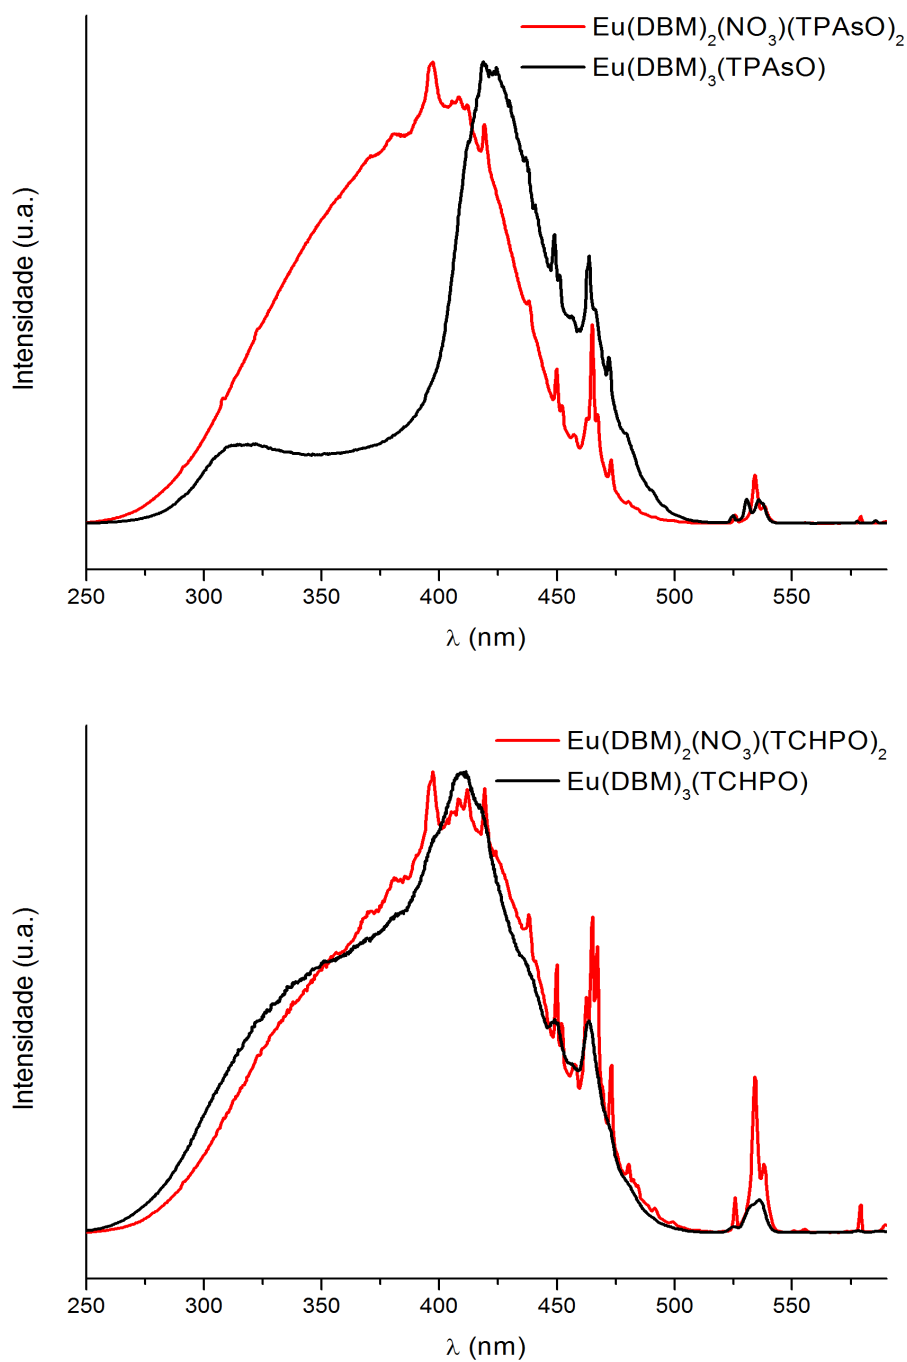 Eu(DBM)₂(NO₃)(TPAsO)₂
Eu(DBM)₃(TPAsO)
Intensidade (u.a.)
250 300 350 400 450 500 550
λ (nm)
Eu(DBM)₂(NO₃)(TCHPO)₂
Eu(DBM)₃(TCHPO)
Intensidade (u.a.)
250 300 350 400 450 500 550
λ (nm)